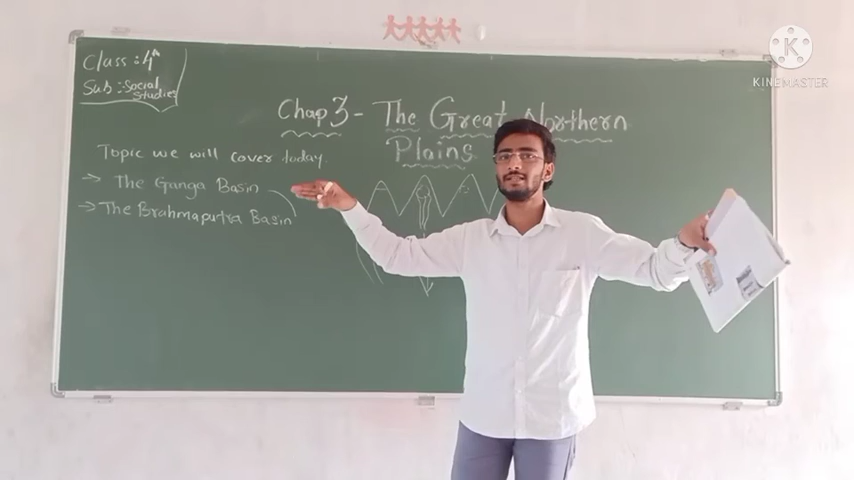 Class : 4th
Sub : Social
Studies
Chap 3 - The Great Northern
Plains
Topic we will cover today
→ The Ganga Basin
→ The Brahmaputra Basin
K
KINEMASTER